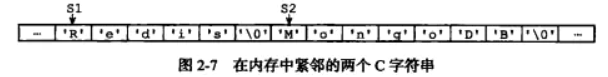 S1 S2
... 'R' 'e' 'd' 'i' 's' '\0' 'M' 'o' 'n' 'g' 'o' 'D' 'B' '\0' ...
图 2-7 在内存中紧邻的两个 C 字符串